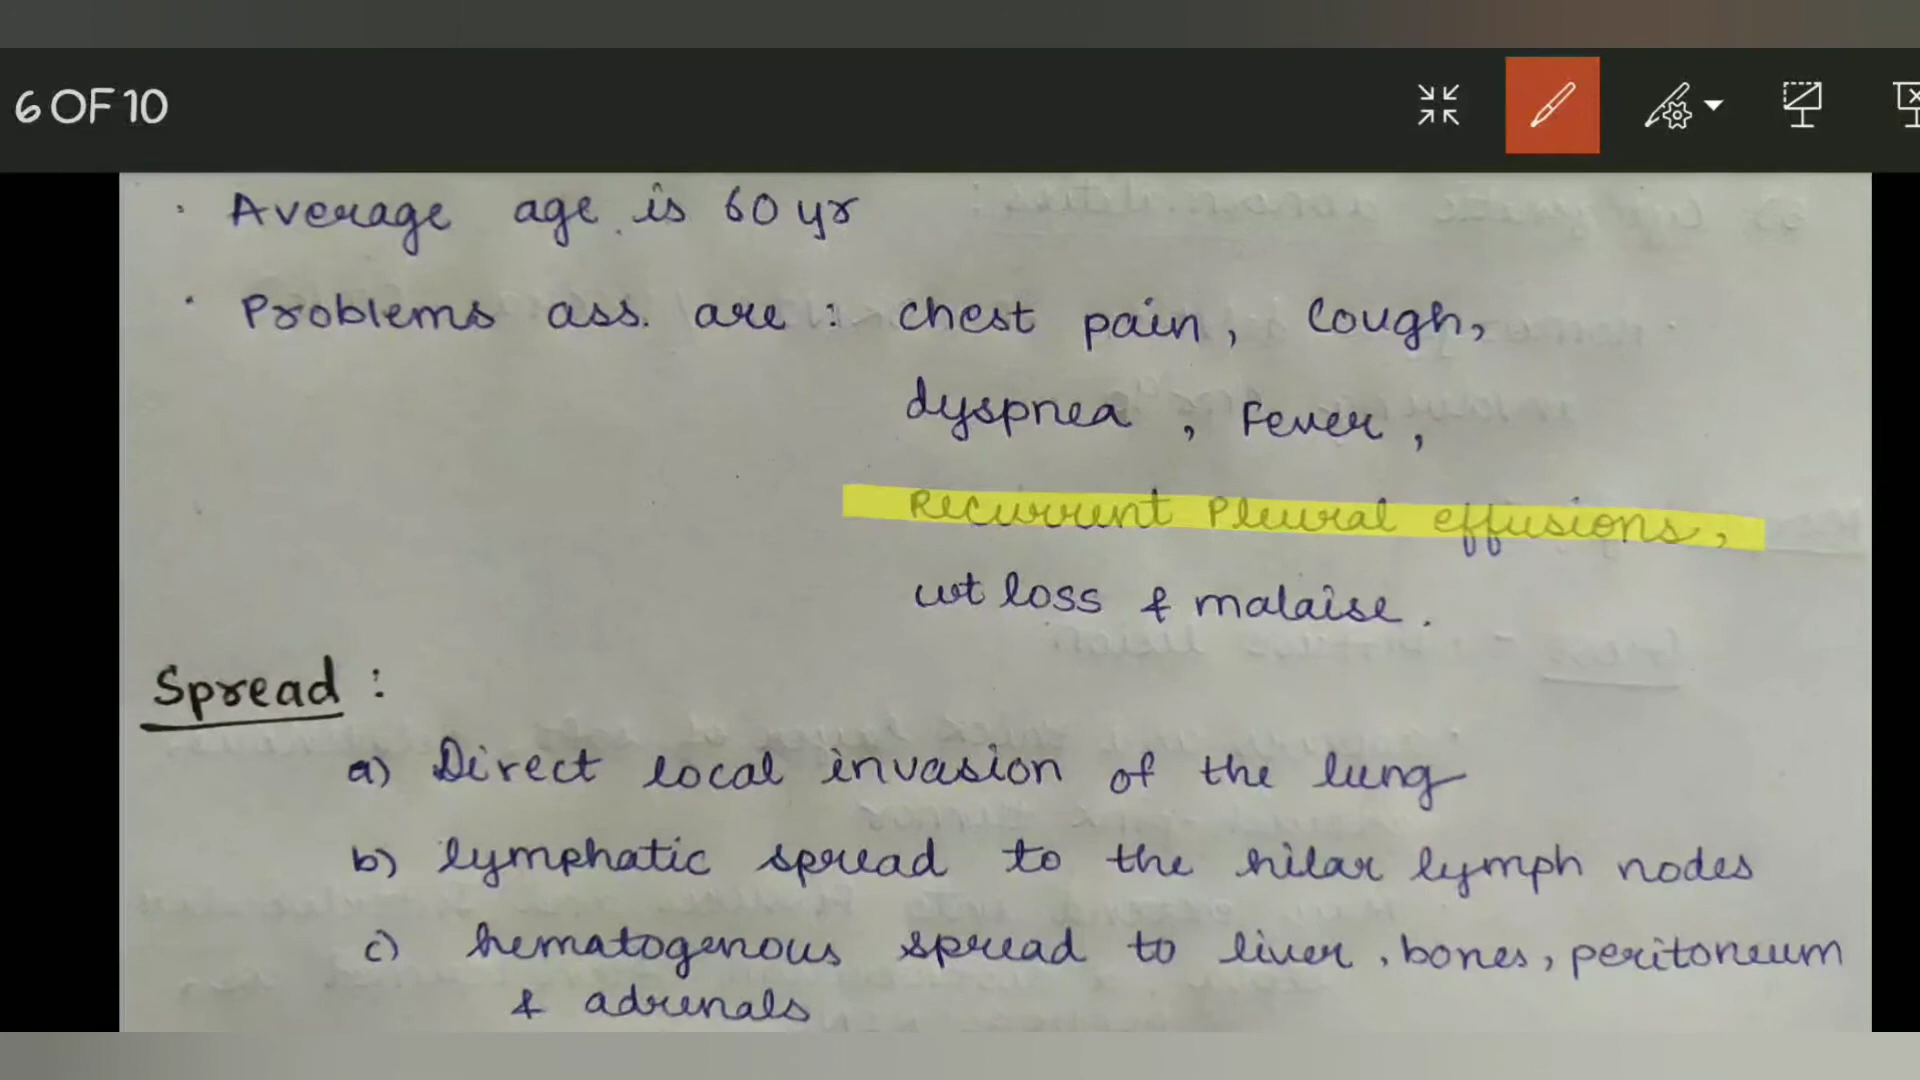 6 OF 10
· Average age is 60 yr
· Problems ass. are : chest pain, Cough,
dyspnea, Fever,
Recurrent Pleural effusions,
wt loss & malaise.
Spread :
a) Direct local invasion of the lung
b) lymphatic spread to the hilar lymph nodes
c) hematogenous spread to liver, bones, peritoneum
& adrenals